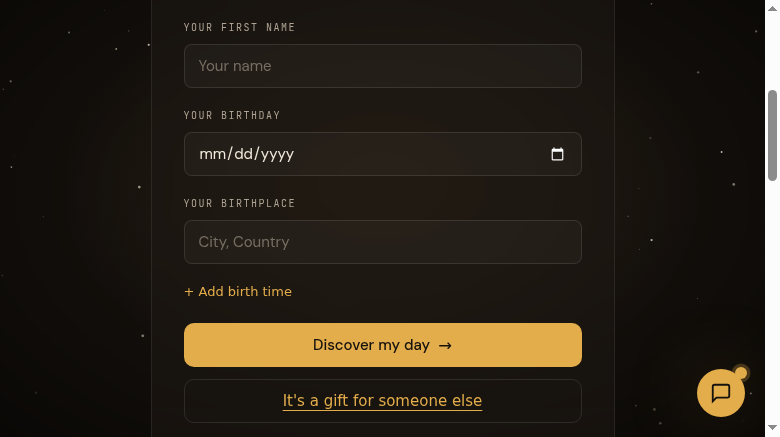 YOUR FIRST NAME
Your name
YOUR BIRTHDAY
mm/dd/yyyy
YOUR BIRTHPLACE
City, Country
+ Add birth time
Discover my day →
It's a gift for someone else